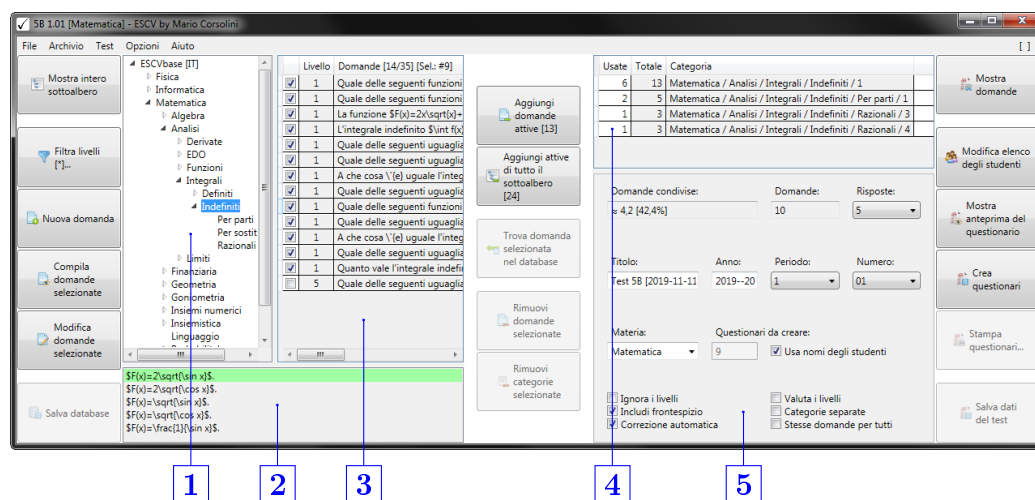 5B 1.01 [Matematica] - ESCV by Mario Corsolini
File Archivio Test Opzioni Aiuto [ ]
Mostra intero
sottoalbero
Filtra livelli
[*]...
Nuova domanda
Compila
domande
selezionate
Modifica
domande
selezionate
Salva database
ESCVbase [IT]
Fisica
Informatica
Matematica
Algebra
Analisi
Derivate
EDO
Funzioni
Integrali
Definiti
Indefiniti
Per parti
Per sostit
Razionali
Limiti
Finanziaria
Geometria
Goniometria
Insiemi numerici
Insiemistica
Linguaggio
Livello Domande [14/35] [Sel.: #9]
1 Quale delle seguenti funzioni
1 Quale delle seguenti funzioni
1 La funzione $F(x)=2x\sqrt{x}+
1 L'integrale indefinito $\int f(x)
1 Quale delle seguenti uguaglia
1 Quale delle seguenti uguaglia
1 A che cosa \`{e} uguale l'integ
1 Quale delle seguenti uguaglia
1 Quale delle seguenti funzioni
1 Quale delle seguenti uguaglia
1 A che cosa \`{e} uguale l'integ
1 Quale delle seguenti uguaglia
1 Quanto vale l'integrale indefin
5 Quale delle seguenti uguaglia
$F(x)=2\sqrt{\sin x}$.
$F(x)=2\sqrt{\cos x}$.
$F(x)=\sqrt{\sin x}$.
$F(x)=\sqrt{\cos x}$.
$F(x)=\frac{1}{\sin x}$.
Aggiungi
domande
attive [13]
Aggiungi attive
di tutto il
sottoalbero
[24]
Trova domanda
selezionata
nel database
Rimuovi
domande
selezionate
Rimuovi
categorie
selezionate
Usate Totale Categoria
6 13 Matematica / Analisi / Integrali / Indefiniti / 1
2 5 Matematica / Analisi / Integrali / Indefiniti / Per parti / 1
1 3 Matematica / Analisi / Integrali / Indefiniti / Razionali / 3
1 3 Matematica / Analisi / Integrali / Indefiniti / Razionali / 4
Domande condivise: Domande: Risposte:
≈ 4,2 [42,4%] 10 5
Titolo: Anno: Periodo: Numero:
Test 5B [2019-11-11 2019--20 1 01
Materia: Questionari da creare:
Matematica 9 Usa nomi degli studenti
Ignora i livelli Valuta i livelli
Includi frontespizio Categorie separate
Correzione automatica Stesse domande per tutti
Mostra
domande
Modifica elenco
degli studenti
Mostra
anteprima del
questionario
Crea
questionari
Stampa
questionari...
Salva dati
del test
1 2 3 4 5